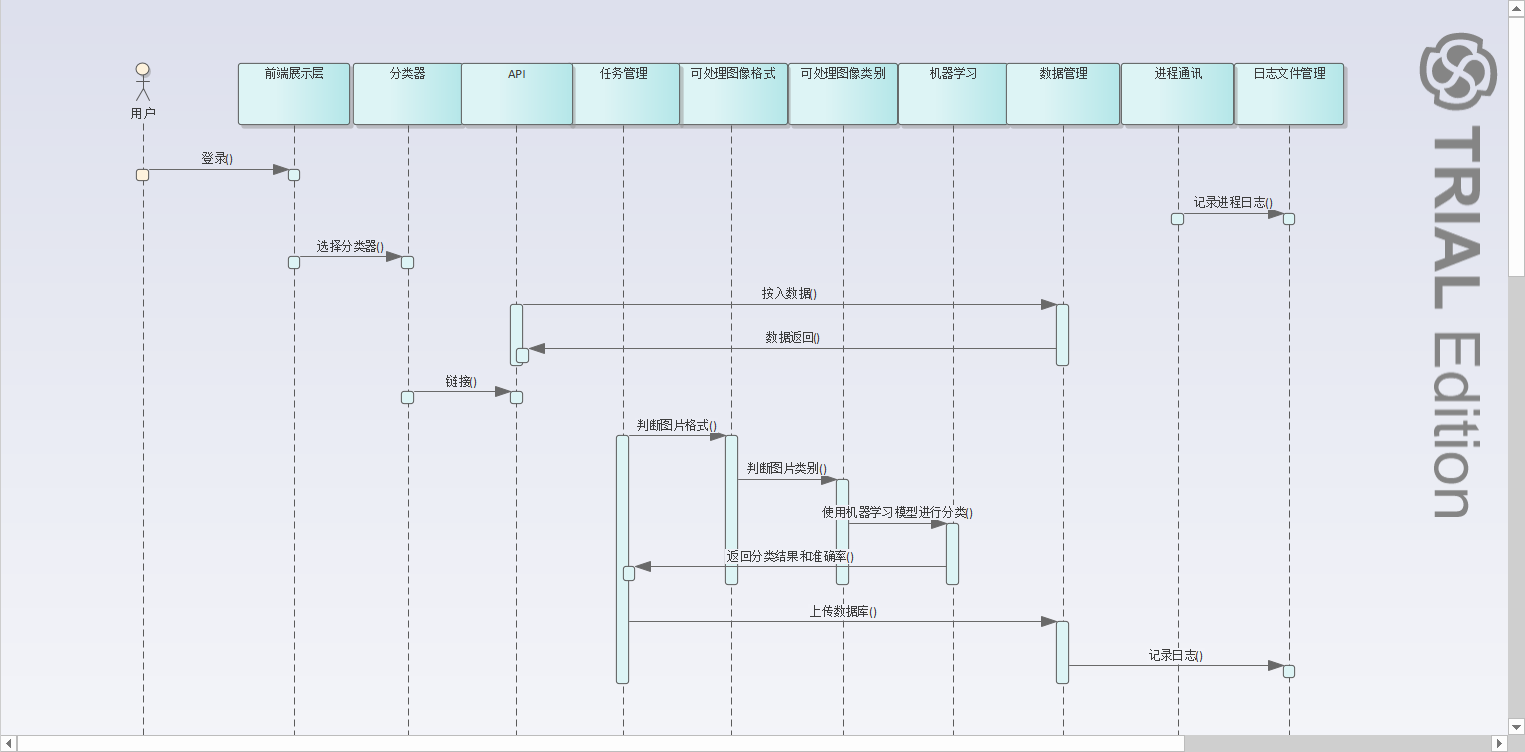 用户
前端展示层
分类器
API
任务管理
可处理图像格式
可处理图像类别
机器学习
数据管理
进程通讯
日志文件管理
登录()
记录进程日志()
选择分类器()
按入数据()
数据返回()
链接()
判断图片格式()
判断图片类别()
使用机器学习模型进行分类()
返回分类结果和准确率()
上传数据库()
记录日志()
TRIAL Edition